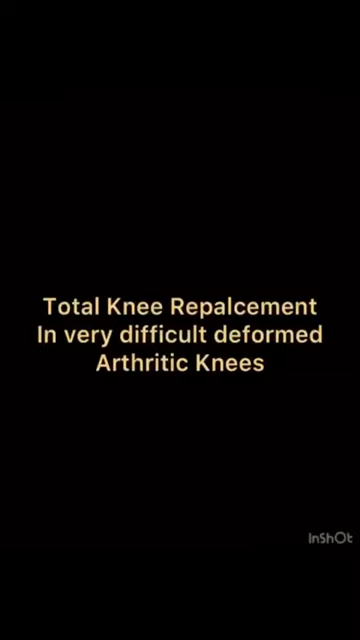 Total Knee Repalcement
In very difficult deformed
Arthritic Knees
InShOt